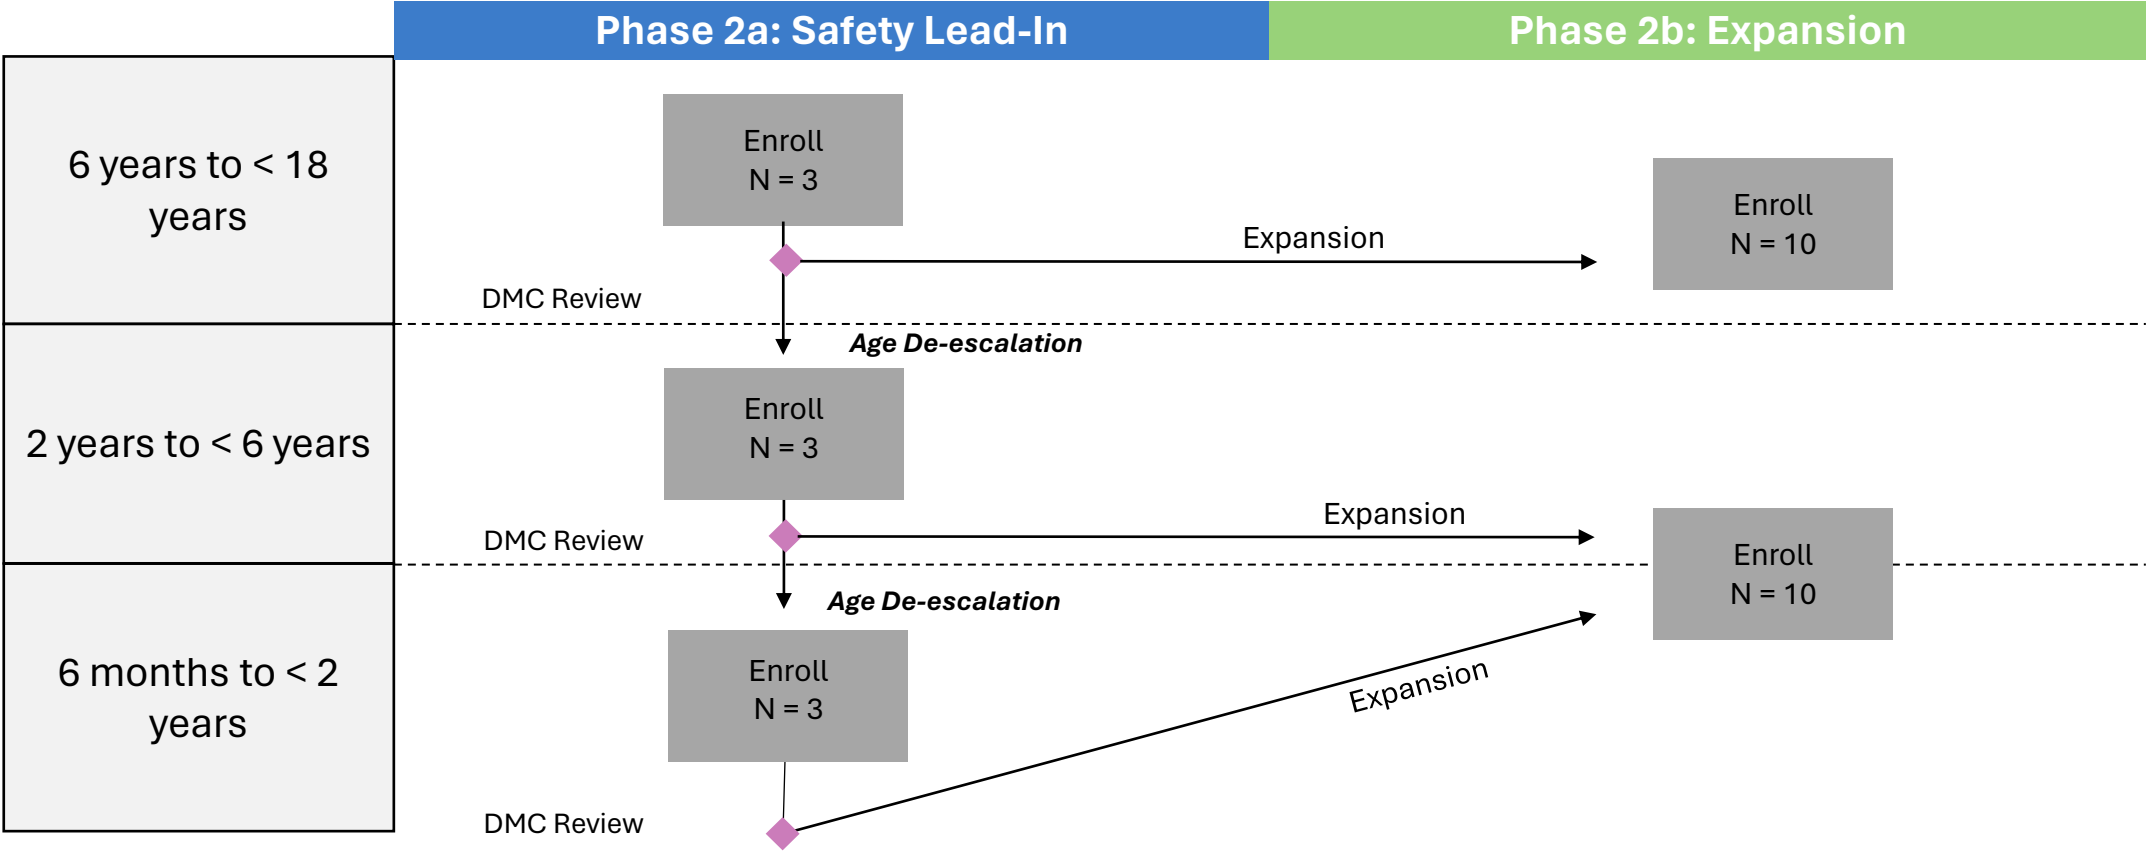 Phase 2a: Safety Lead-In
Phase 2b: Expansion
6 years to < 18
years
Enroll
N = 3
Enroll
N = 10
Expansion
DMC Review
Age De-escalation
2 years to < 6 years
Enroll
N = 3
Expansion
DMC Review
Enroll
N = 10
Age De-escalation
6 months to < 2
years
Enroll
N = 3
Expansion
DMC Review